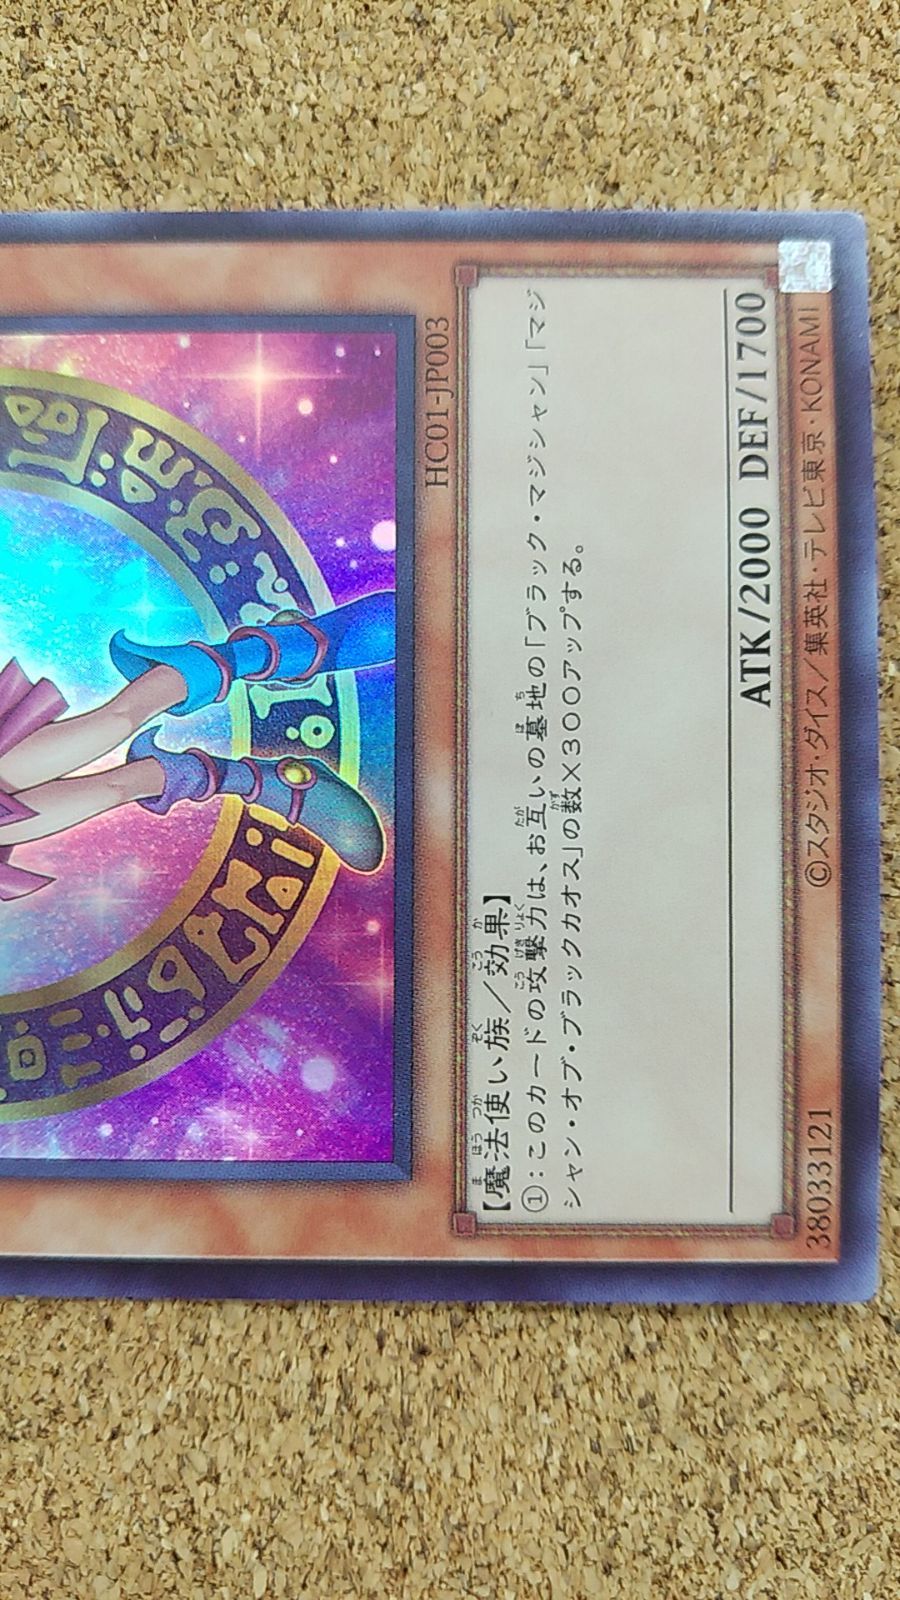 HC01-JP003
【魔法使い族／効果】
①：このカードの攻撃力は、お互いの墓地の「ブラック・マジシャン」「マジ
シャン・オブ・ブラックカオス」の数×300アップする。
ATK/2000 DEF/1700
38033121
©スタジオ・ダイス／集英社・テレビ東京・KONAMI